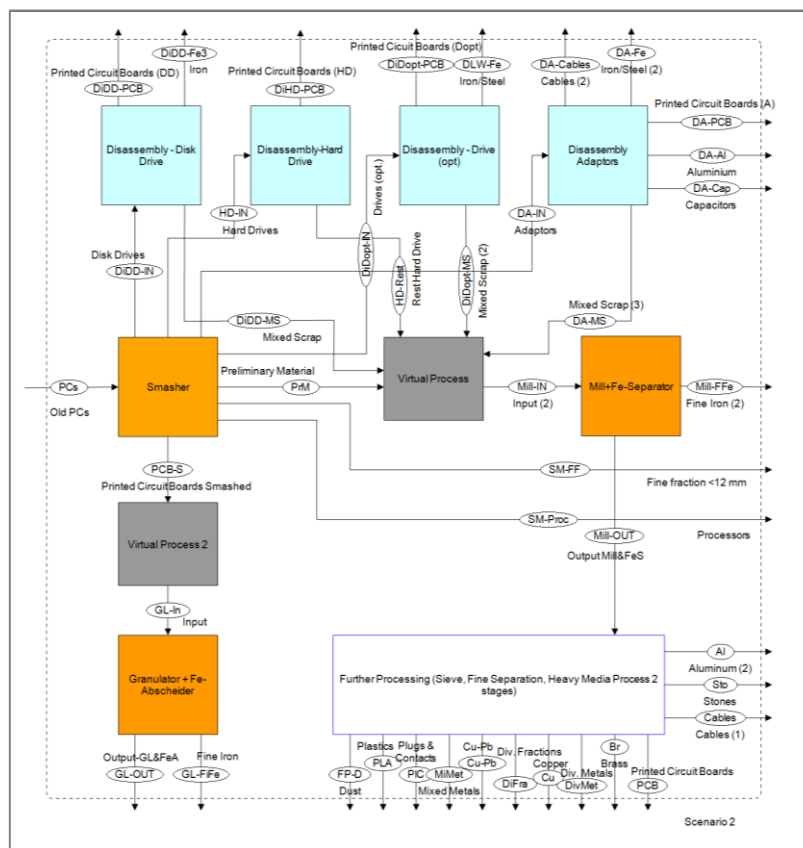 DiDD-Fe3
Iron
Printed Circuit Boards (DD)
DiDD-PCB
Printed Circuit Boards (HD)
DiHD-PCB
Printed Cicuit Boards (Dopt)
DiDopt-PCB
DLW-Fe
Iron/Steel
DA-Cables
Cables (2)
DA-Fe
Iron/Steel (2)
Printed Circuit Boards (A)
DA-PCB
DA-Al
Aluminium
DA-Cap
Capacitors
Disassembly - Disk
Drive
Disassembly-Hard
Drive
Disassembly - Drive
(opt)
Disassembly
Adaptors
HD-IN
Hard Drives
Drives (opt.)
DiDopt-IN
DA-IN
Adaptors
Disk Drives
DiDD-IN
HD-Rest
Rest Hard Drive
DiDopt-MS
Mixed Scrap (2)
DiDD-MS
Mixed Scrap
Mixed Scrap (3)
DA-MS
PCs
Old PCs
Smasher
Preliminary Material
PrM
Virtual Process
Mill-IN
Input (2)
Mill+Fe-Separator
Mill-FFe
Fine Iron (2)
PCB-S
Printed Circuit Boards Smashed
SM-FF
Fine fraction <12 mm
SM-Proc
Processors
Mill-OUT
Output Mill&FeS
Virtual Process 2
GL-In
Input
Granulator + Fe-
Abscheider
Further Processing (Sieve, Fine Separation, Heavy Media Process 2
stages)
Al
Aluminum (2)
Sto
Stones
Cables
Cables (1)
Output-GL&FeA
GL-OUT
Fine Iron
GL-FiFe
FP-D
Dust
Plastics
PLA
Plugs &
Contacts
PlC
MiMet
Mixed Metals
Cu-Pb
Cu-Pb
Div. Fractions
DiFra
Copper
Cu
Div. Metals
DivMet
Br
Brass
Printed Circuit Boards
PCB
Scenario 2